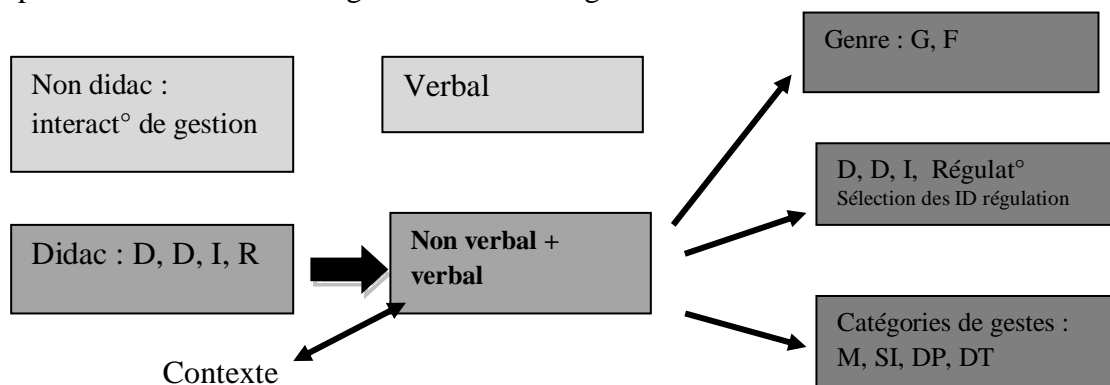 Genre : G, F
Non didac :
interact° de gestion
Verbal
D, D, I, Régulat°
Sélection des ID régulation
Didac : D, D, I, R
Non verbal +
verbal
Catégories de gestes :
M, SI, DP, DT
Contexte